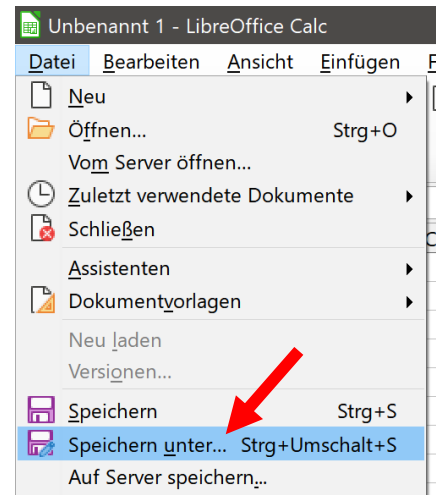 Unbenannt 1 - LibreOffice Calc
Datei Bearbeiten Ansicht Einfügen F
Neu
Öffnen... Strg+O
Vom Server öffnen...
Zuletzt verwendete Dokumente
Schließen
Assistenten
Dokumentvorlagen
Neu laden
Versionen...
Speichern Strg+S
Speichern unter... Strg+Umschalt+S
Auf Server speichern...